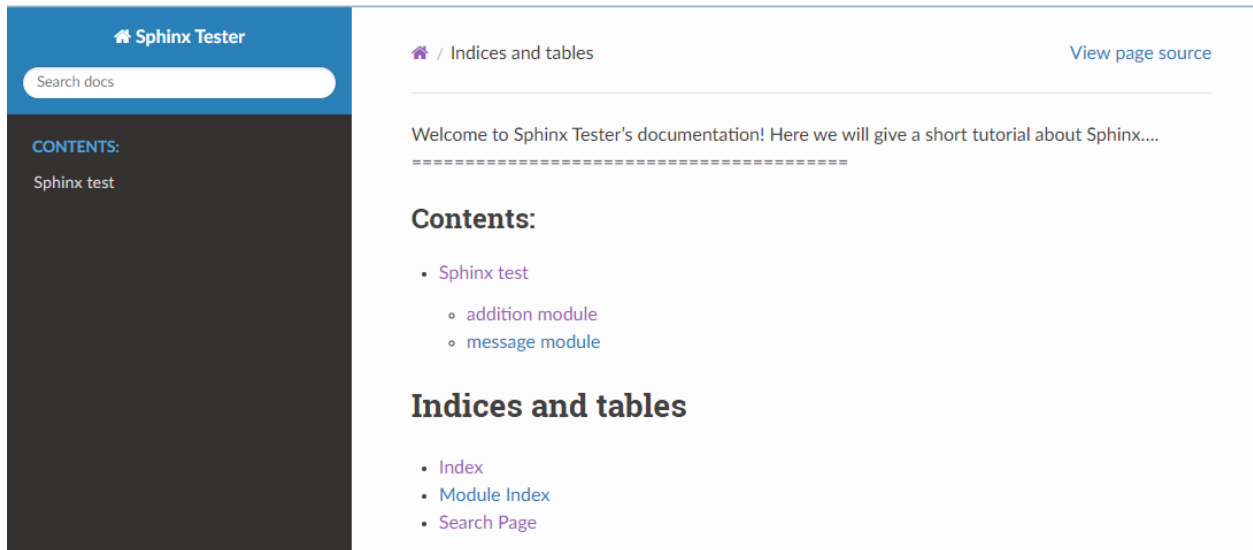 Sphinx Tester
Search docs
CONTENTS:
Sphinx test
/ Indices and tables
View page source
Welcome to Sphinx Tester's documentation! Here we will give a short tutorial about Sphinx....
=========================================
Contents:
• Sphinx test
◦ addition module
◦ message module
Indices and tables
• Index
• Module Index
• Search Page